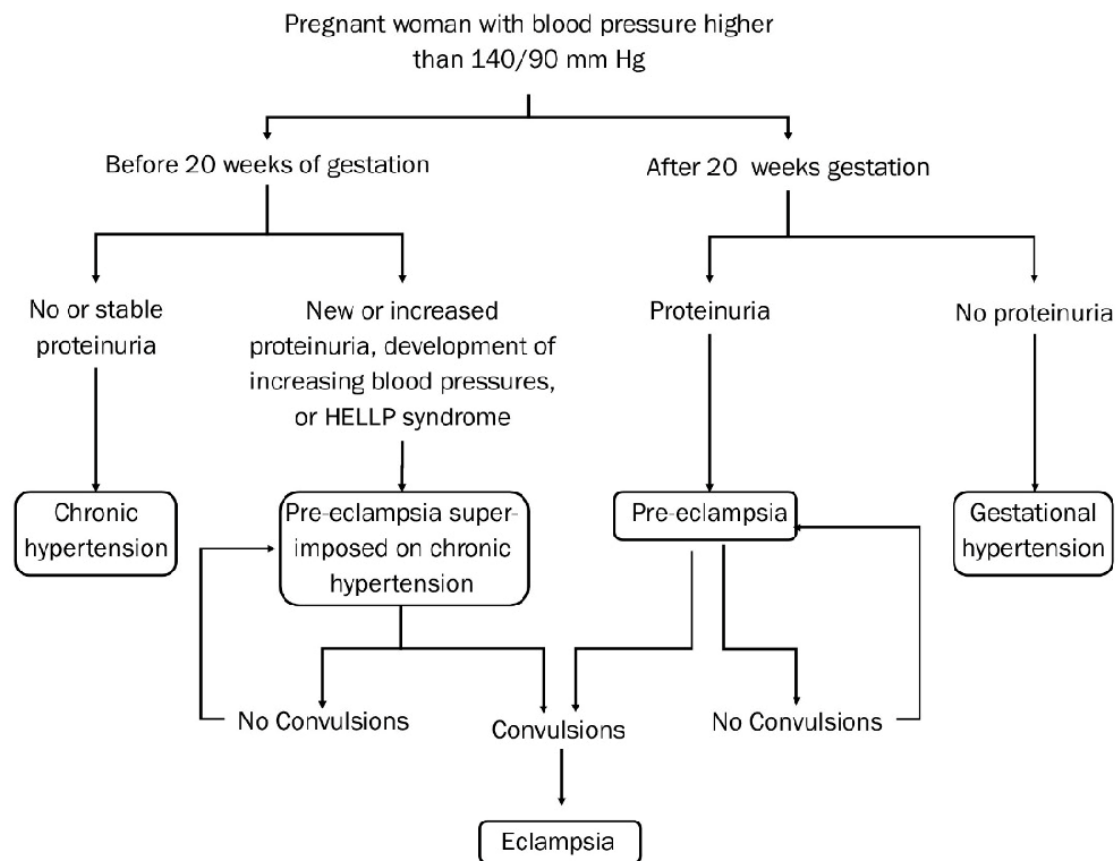 Pregnant woman with blood pressure higher
than 140/90 mm Hg
Before 20 weeks of gestation
After 20 weeks gestation
No or stable
proteinuria
New or increased
proteinuria, development of
increasing blood pressures,
or HELLP syndrome
Proteinuria
No proteinuria
Chronic
hypertension
Pre-eclampsia super-
imposed on chronic
hypertension
Pre-eclampsia
Gestational
hypertension
No Convulsions
Convulsions
No Convulsions
Eclampsia